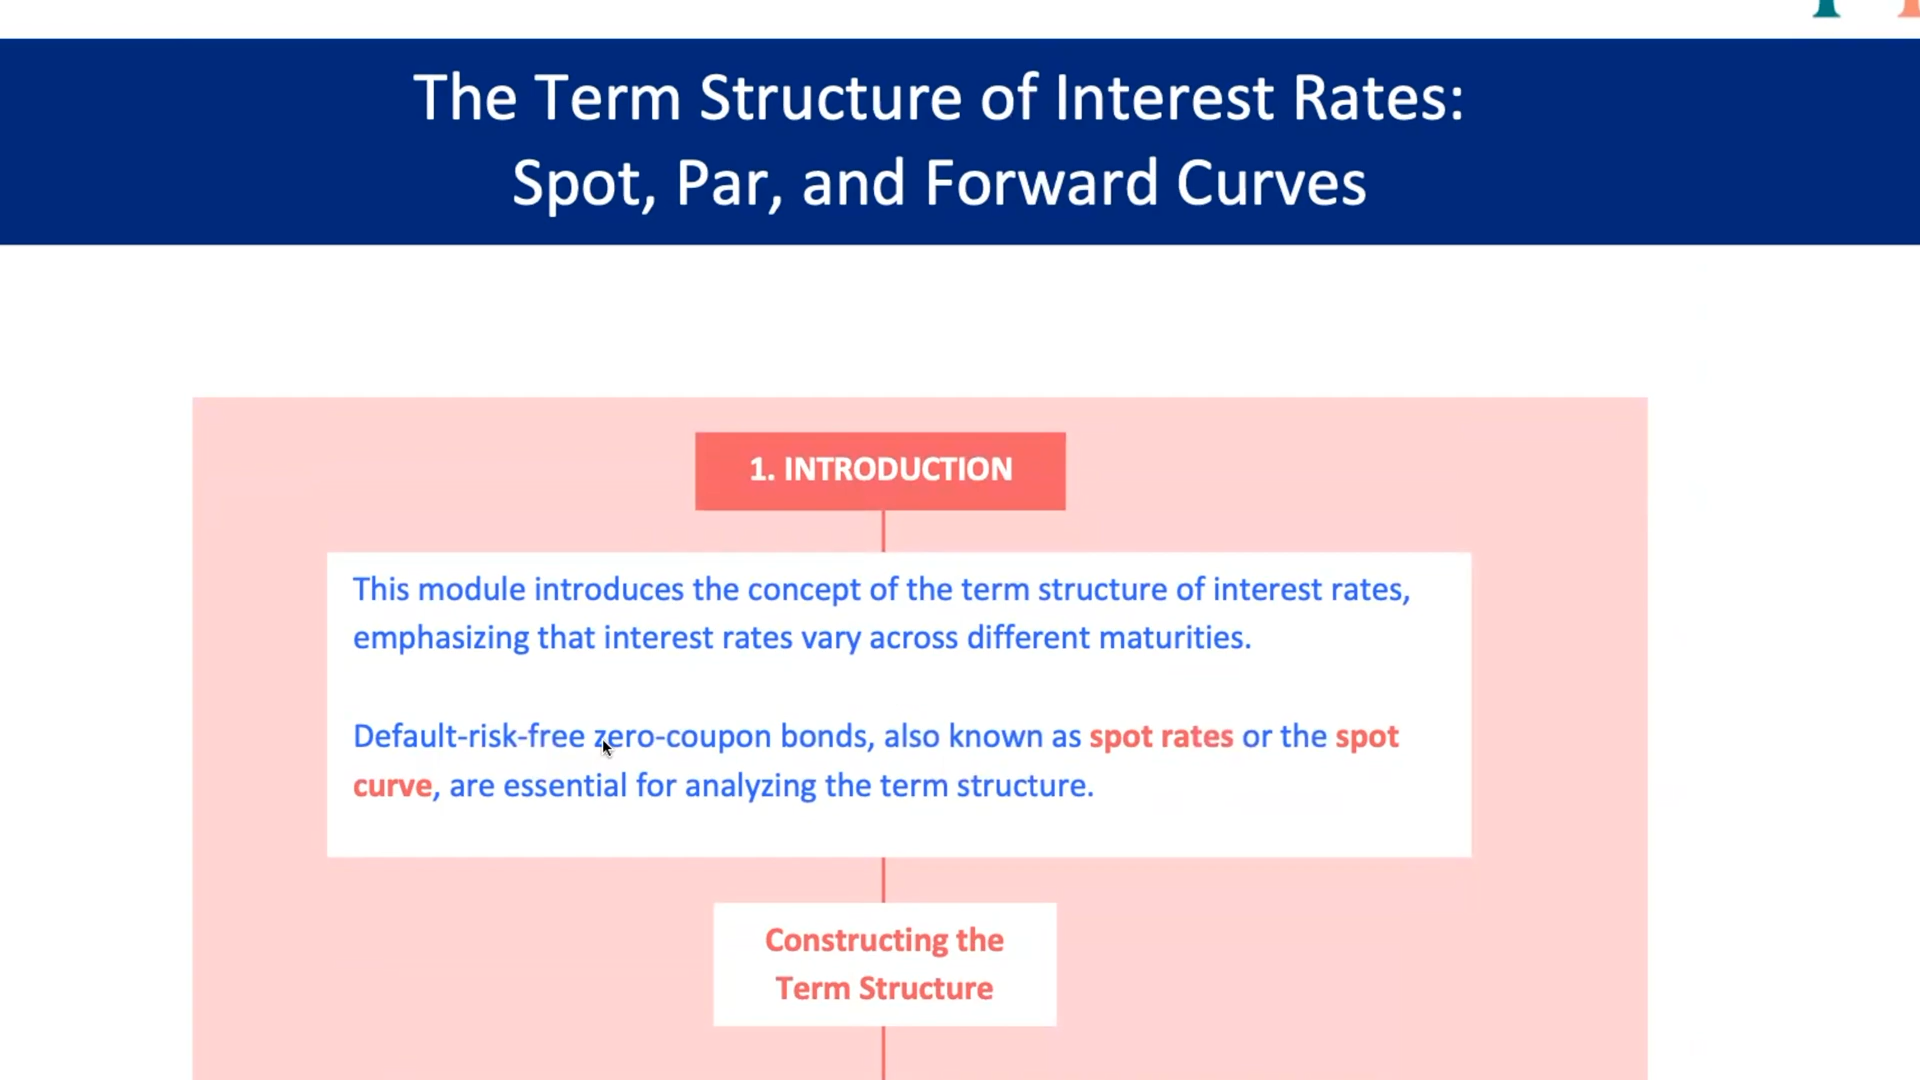 The Term Structure of Interest Rates:
Spot, Par, and Forward Curves
1. INTRODUCTION
This module introduces the concept of the term structure of interest rates,
emphasizing that interest rates vary across different maturities.
Default-risk-free zero-coupon bonds, also known as spot rates or the spot
curve, are essential for analyzing the term structure.
Constructing the
Term Structure